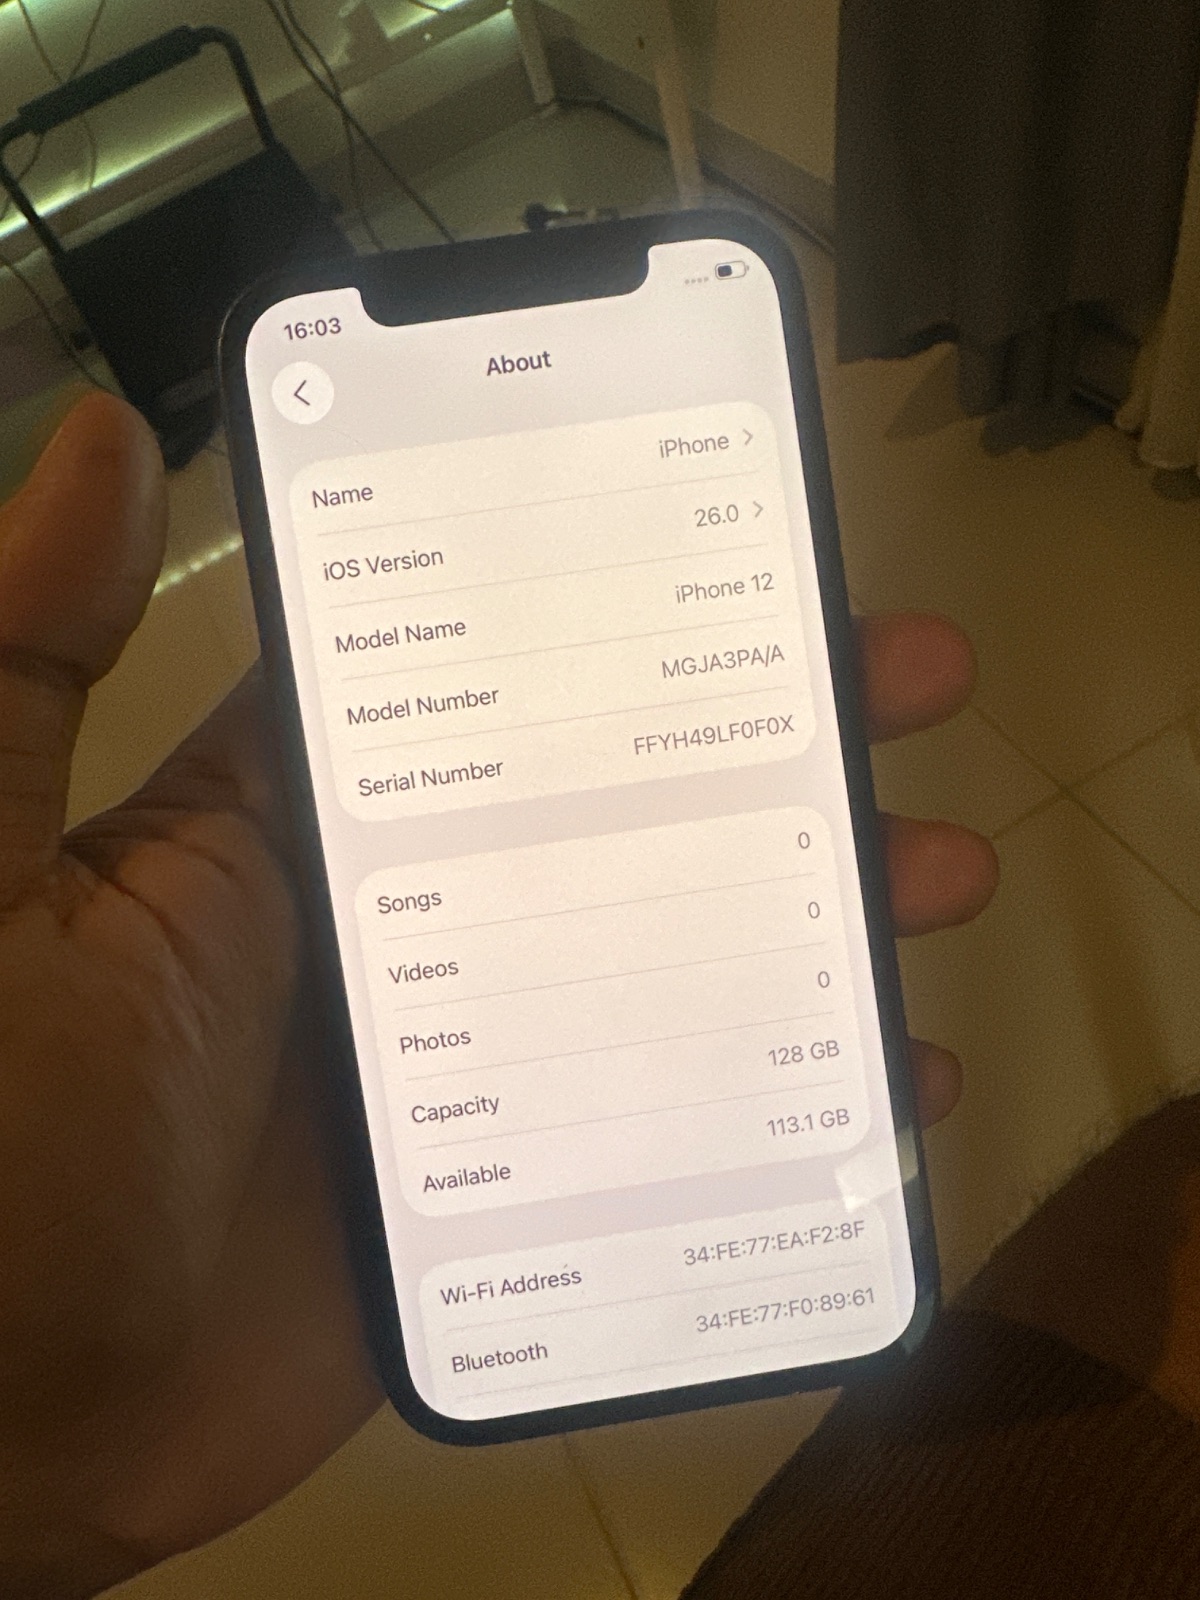 16:03
About
Name iPhone
iOS Version 26.0
Model Name iPhone 12
Model Number MGJA3PA/A
Serial Number FFYH49LF0F0X
Songs 0
Videos 0
Photos 0
Capacity 128 GB
Available 113.1 GB
Wi-Fi Address 34:FE:77:EA:F2:8F
Bluetooth 34:FE:77:F0:89:61